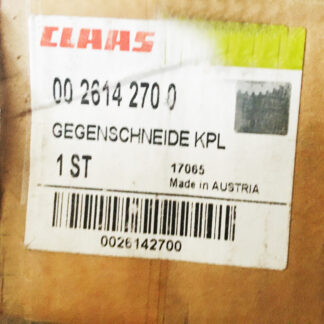 CLAAS
00 2614 270 0
GEGENSCHNEIDE KPL
1 ST
17065
Made in AUSTRIA
0026142700